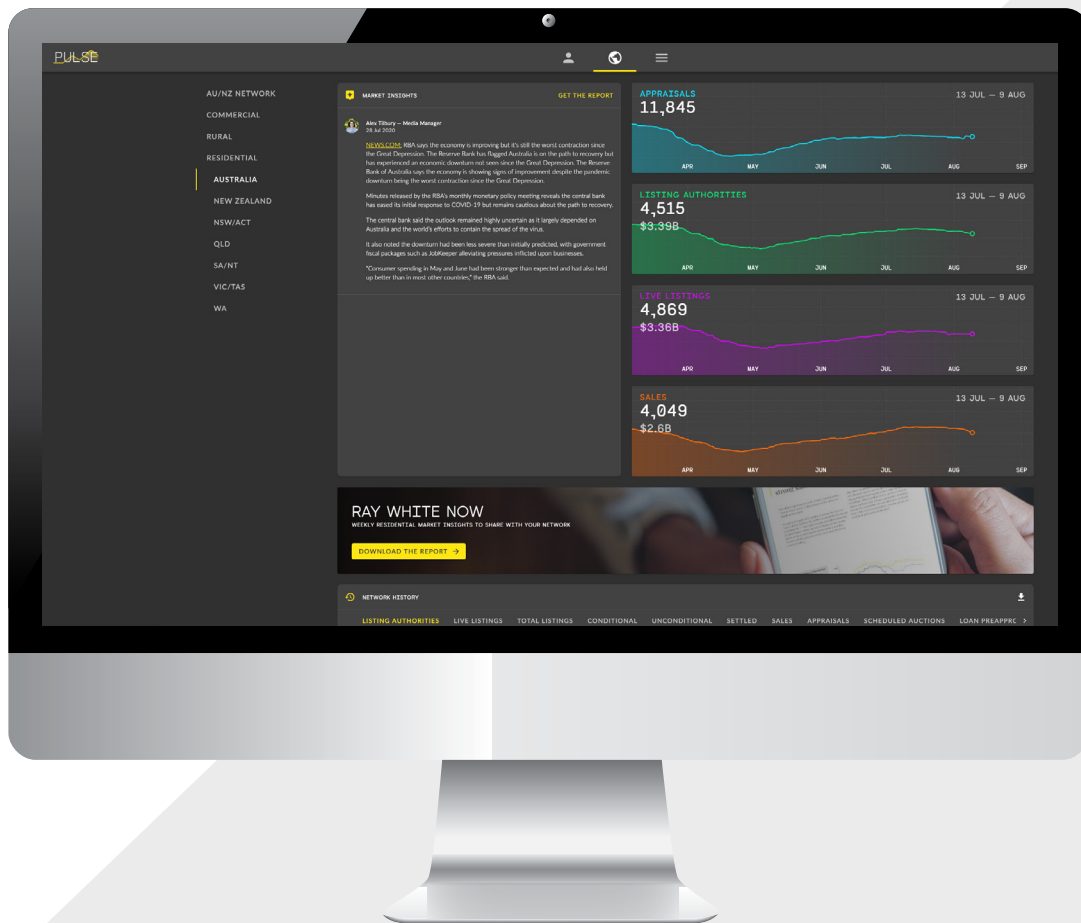 PULSE
AU/NZ NETWORK
COMMERCIAL
RURAL
RESIDENTIAL
AUSTRALIA
NEW ZEALAND
NSW/ACT
QLD
SA/NT
VIC/TAS
WA
MARKET INSIGHTS
GET THE REPORT
Alex Tilbury — Media Manager
28 Jul 2020
NEWS.COM: RBA says the economy is improving but it's still the worst contraction since
the Great Depression. The Reserve Bank has flagged Australia is on the path to recovery but
has experienced an economic downturn not seen since the Great Depression. The Reserve
Bank of Australia says the economy is showing signs of improvement despite the pandemic
downturn being the worst contraction since the Great Depression.
Minutes released by the RBA's monthly monetary policy meeting reveals the central bank
has eased its initial response to COVID-19 but remains cautious about the path to recovery.
The central bank said the outlook remained highly uncertain as it largely depended on
Australia and the world's efforts to contain the spread of the virus.
It also noted the downturn had been less severe than initially predicted, with government
fiscal packages such as JobKeeper alleviating pressures inflicted upon businesses.
"Consumer spending in May and June had been stronger than expected and had also held
up better than in most other countries," the RBA said.
APPRAISALS
13 JUL — 9 AUG
11,845
APR MAY JUN JUL AUG SEP
LISTING AUTHORITIES
13 JUL — 9 AUG
4,515
$3.39B
APR MAY JUN JUL AUG SEP
LIVE LISTINGS
13 JUL — 9 AUG
4,869
$3.36B
APR MAY JUN JUL AUG SEP
SALES
13 JUL — 9 AUG
4,049
$2.6B
APR MAY JUN JUL AUG SEP
RAY WHITE NOW
WEEKLY RESIDENTIAL MARKET INSIGHTS TO SHARE WITH YOUR NETWORK
DOWNLOAD THE REPORT
NETWORK HISTORY
LISTING AUTHORITIES LIVE LISTINGS TOTAL LISTINGS CONDITIONAL UNCONDITIONAL SETTLED SALES APPRAISALS SCHEDULED AUCTIONS LOAN PREAPPRC